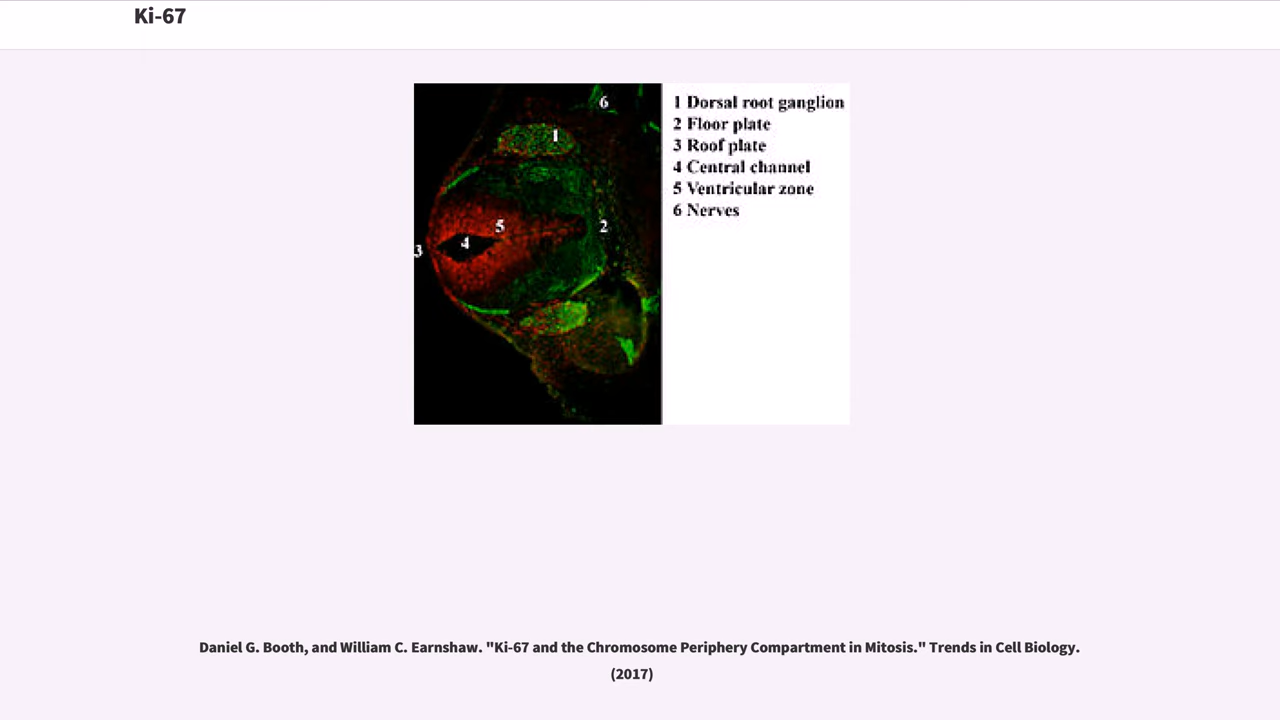 Ki-67
6
1
5
2
4
3
1 Dorsal root ganglion
2 Floor plate
3 Roof plate
4 Central channel
5 Ventricular zone
6 Nerves
Daniel G. Booth, and William C. Earnshaw. "Ki-67 and the Chromosome Periphery Compartment in Mitosis." Trends in Cell Biology.
(2017)